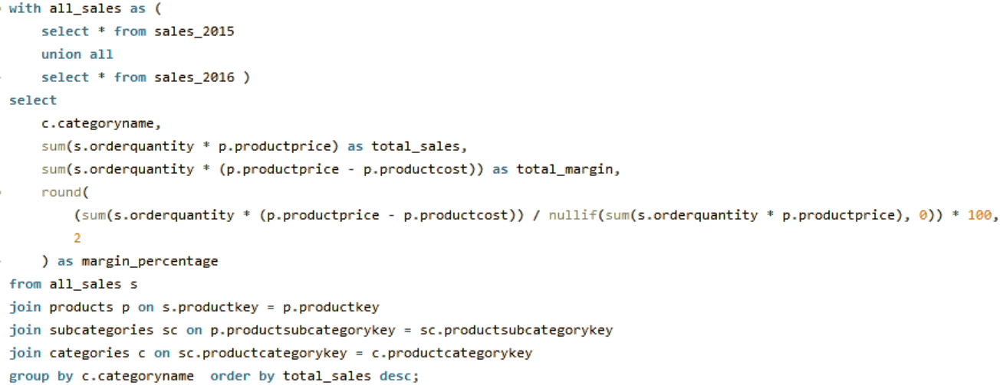 with all_sales as (
    select * from sales_2015
    union all
    select * from sales_2016 )
select
    c.categoryname,
    sum(s.orderquantity * p.productprice) as total_sales,
    sum(s.orderquantity * (p.productprice - p.productcost)) as total_margin,
    round(
        (sum(s.orderquantity * (p.productprice - p.productcost)) / nullif(sum(s.orderquantity * p.productprice), 0)) * 100,
        2
    ) as margin_percentage
from all_sales s
join products p on s.productkey = p.productkey
join subcategories sc on p.productsubcategorykey = sc.productsubcategorykey
join categories c on sc.productcategorykey = c.productcategorykey
group by c.categoryname  order by total_sales desc;